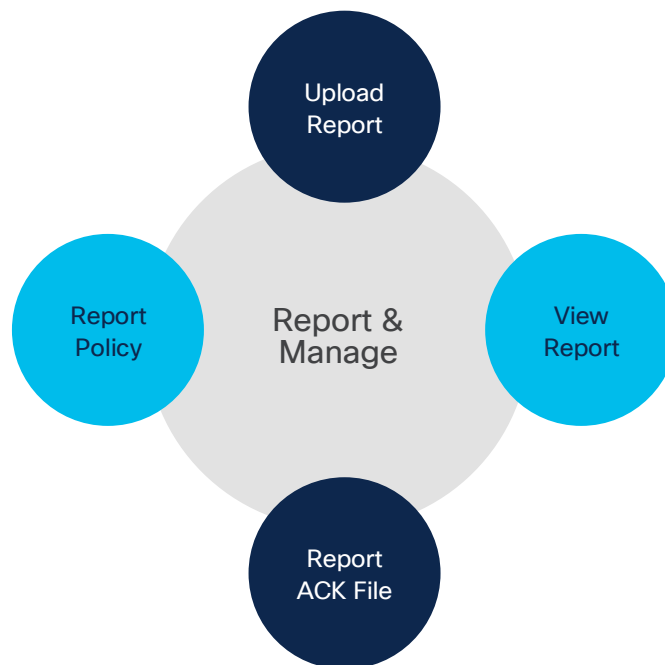 Upload
Report
Report
Policy
Report &
Manage
View
Report
Report
ACK File